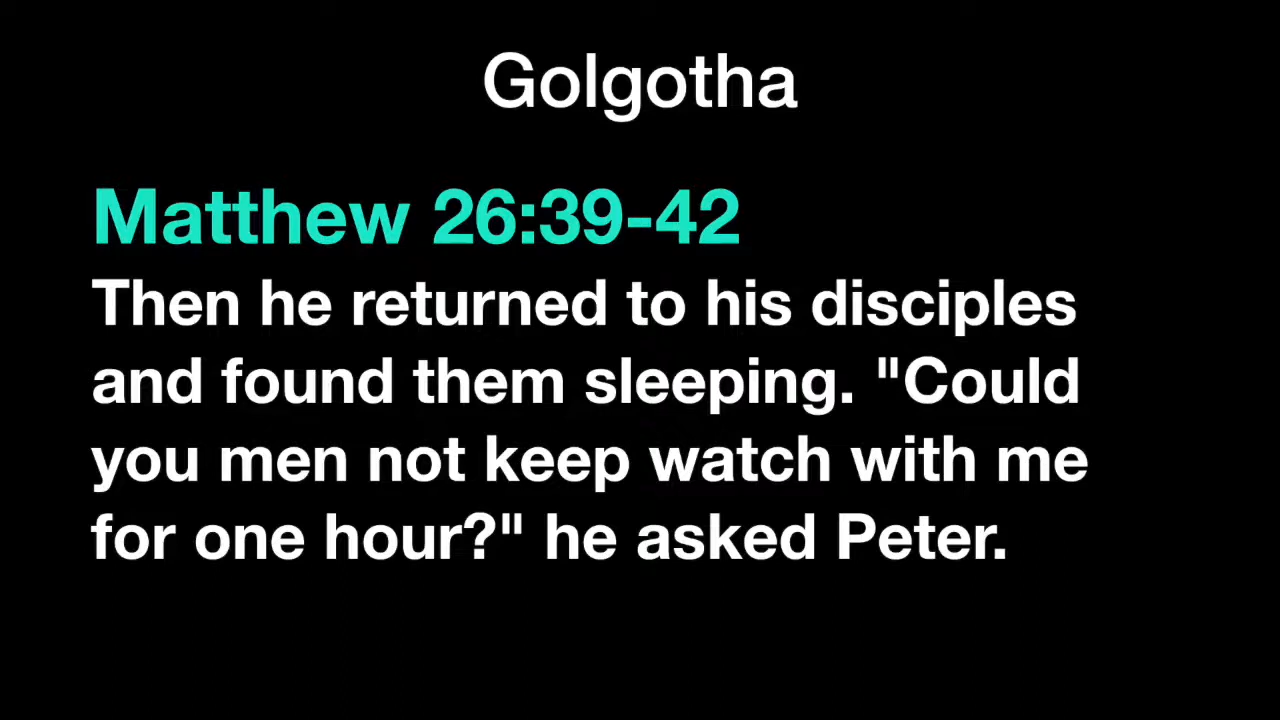 Golgotha
Matthew 26:39-42
Then he returned to his disciples
and found them sleeping. "Could
you men not keep watch with me
for one hour?" he asked Peter.